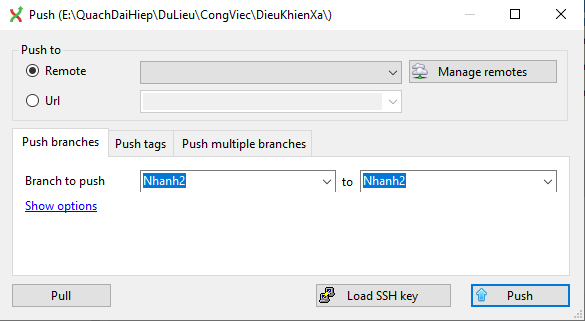 Push (E:\QuachDaiHiep\DuLieu\CongViec\DieuKhienXa\)
Push to
Remote
Manage remotes
Url
Push branches
Push tags
Push multiple branches
Branch to push
Nhanh2
to
Nhanh2
Show options
Pull
Load SSH key
Push